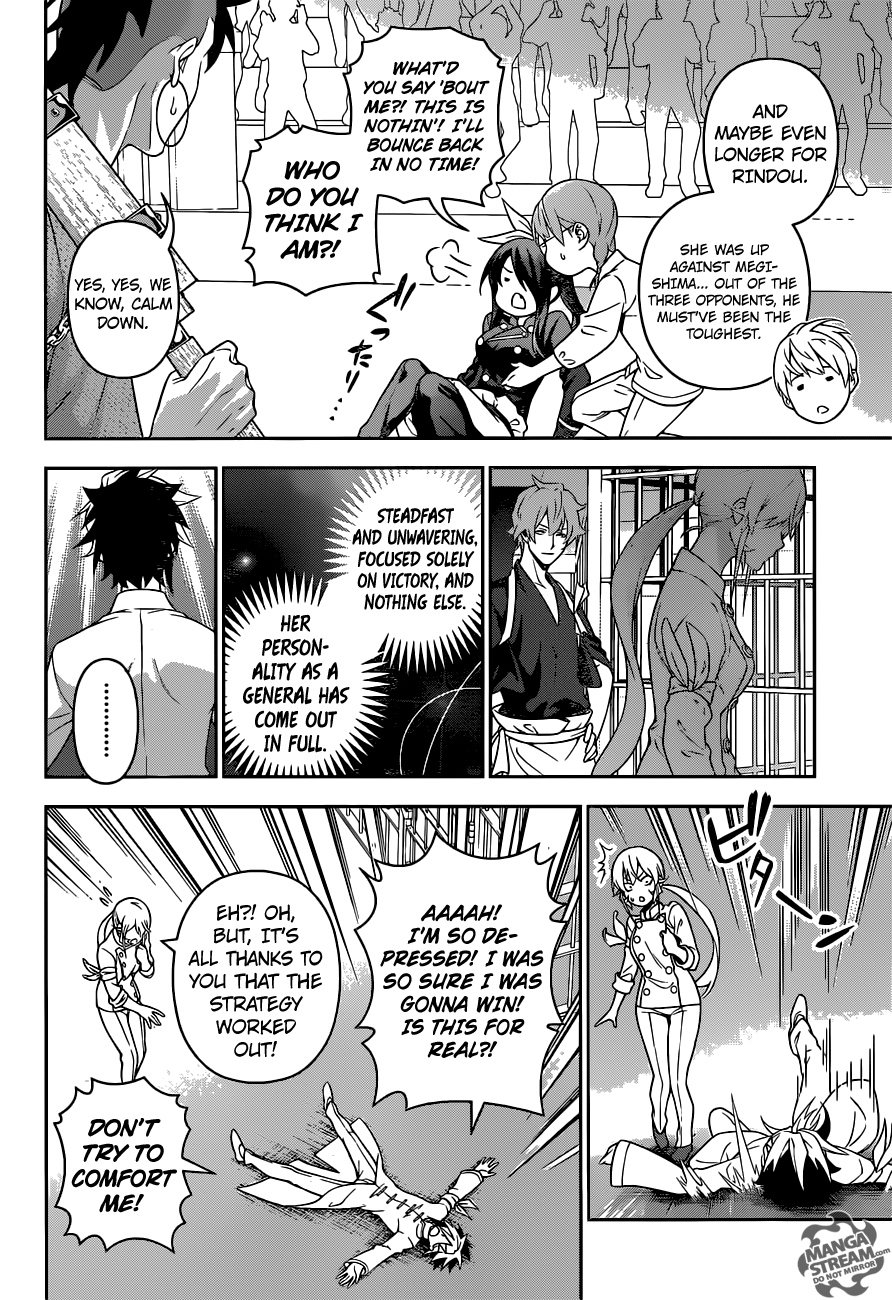 AND
MAYBE EVEN
LONGER FOR
RINDOU.
SHE WAS UP
AGAINST MEGI-
SHIMA... OUT OF THE
THREE OPPONENTS, HE
MUST'VE BEEN THE
TOUGHEST.
WHAT'D
YOU SAY 'BOUT
ME?! THIS IS
NOTHIN'! I'LL
BOUNCE BACK
IN NO TIME!
WHO
DO YOU
THINK I
AM?!
YES, YES, WE
KNOW, CALM
DOWN.
STEADFAST
AND UNWAVERING,
FOCUSED SOLELY
ON VICTORY, AND
NOTHING ELSE.
HER
PERSON-
ALITY AS A
GENERAL HAS
COME OUT
IN FULL.
..........
ビターン
AAAAH!
I'M SO DE-
PRESSED! I WAS
SO SURE I WAS
GONNA WIN!
IS THIS FOR
REAL?!
EH?! OH,
BUT, IT'S
ALL THANKS TO
YOU THAT THE
STRATEGY
WORKED
OUT!
DON'T
TRY TO
COMFORT
ME!
MANGA
STREAM.com
DO NOT MIRROR